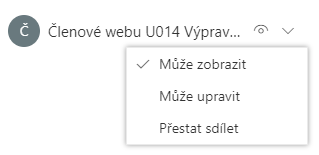 Č Členové webu U014 Výprav...
Může zobrazit
Může upravit
Přestat sdílet